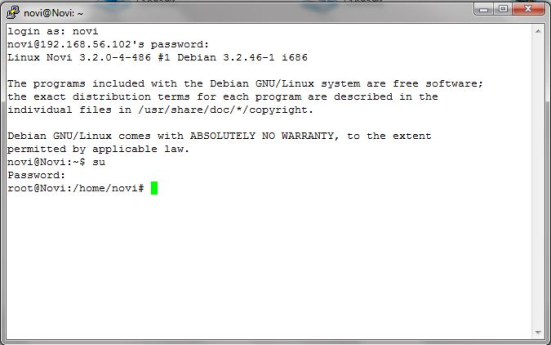 novi@Novi: ~
login as: novi
novi@192.168.56.102's password:
Linux Novi 3.2.0-4-486 #1 Debian 3.2.46-1 i686
The programs included with the Debian GNU/Linux system are free software;
the exact distribution terms for each program are described in the
individual files in /usr/share/doc/*/copyright.
Debian GNU/Linux comes with ABSOLUTELY NO WARRANTY, to the extent
permitted by applicable law.
novi@Novi:~$ su
Password:
root@Novi:/home/novi#